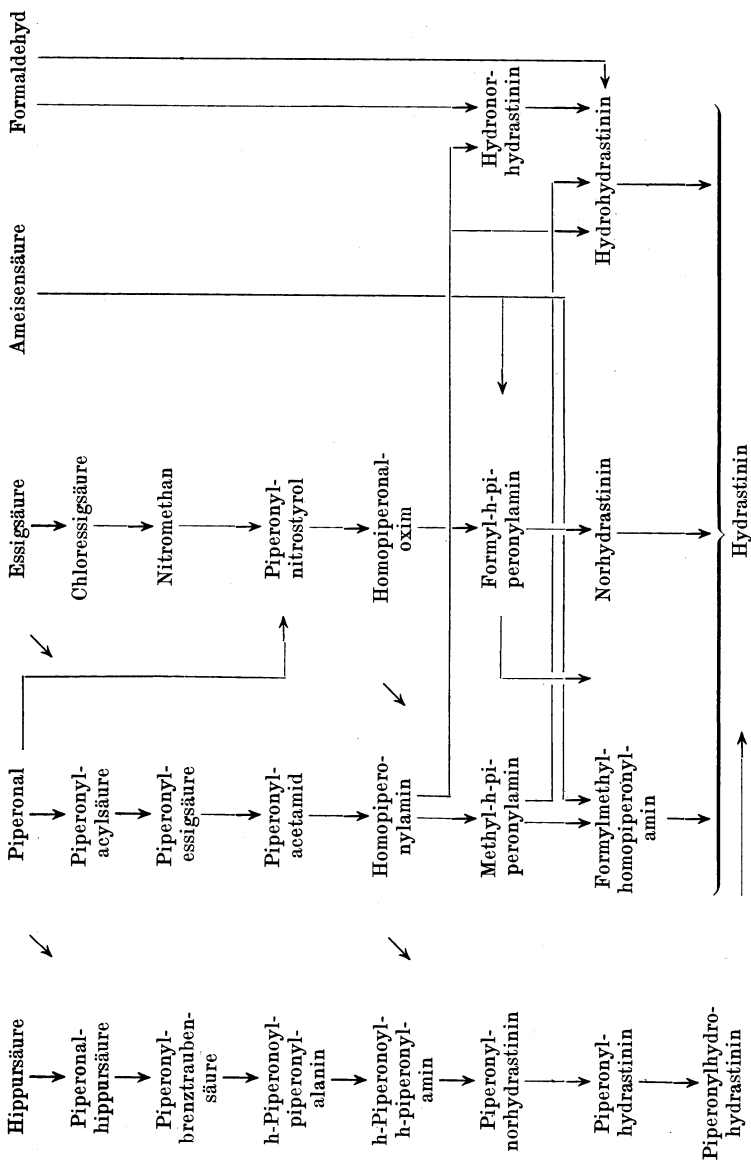 Hippursäure
Piperonal-
hippursäure
Piperonyl-
brenztrauben-
säure
h-Piperonoyl-
piperonyl-
alanin
h-Piperonoyl-
h-piperonyl-
amin
Piperonyl-
norhydrastinin
Piperonyl-
hydrastinin
Piperonylhydro-
hydrastinin
Piperonal
Piperonyl-
acylsäure
Piperonyl-
essigsäure
Piperonyl-
acetamid
Homopipero-
nylamin
Methyl-h-pi-
peronylamin
Formylmethyl-
homopiperonyl-
amin
Essigsäure
Chloressigsäure
Nitromethan
Piperonyl-
nitrostyrol
Homopiperonal-
oxim
Formyl-h-pi-
peronylamin
Norhydrastinin
Ameisensäure
Formaldehyd
Hydronor-
hydrastinin
Hydrohydrastinin
Hydrastinin